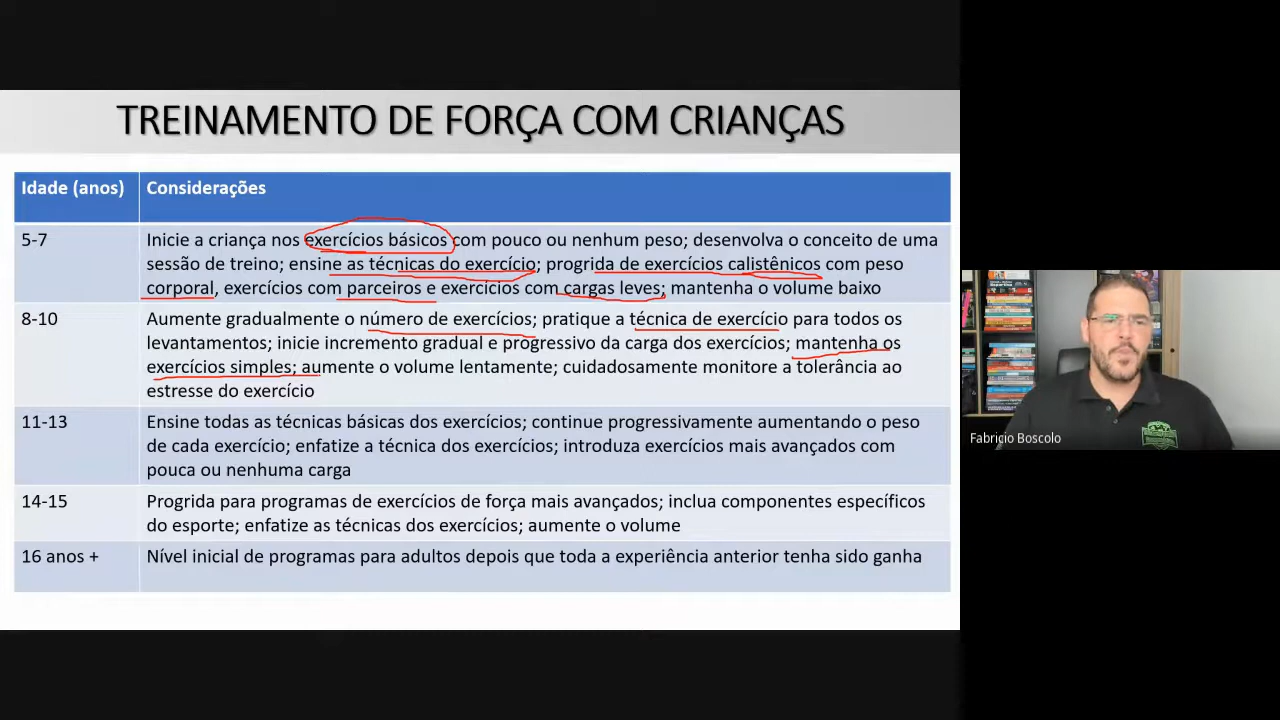 TREINAMENTO DE FORÇA COM CRIANÇAS
Idade (anos) Considerações
5-7 Inicie a criança nos exercícios básicos com pouco ou nenhum peso; desenvolva o conceito de uma
sessão de treino; ensine as técnicas do exercício; progrida de exercícios calistênicos com peso
corporal, exercícios com parceiros e exercícios com cargas leves; mantenha o volume baixo
8-10 Aumente gradualmente o número de exercícios; pratique a técnica de exercício para todos os
levantamentos; inicie incremento gradual e progressivo da carga dos exercícios; mantenha os
exercícios simples; aumente o volume lentamente; cuidadosamente monitore a tolerância ao
estresse do exercício
11-13 Ensine todas as técnicas básicas dos exercícios; continue progressivamente aumentando o peso
de cada exercício; enfatize a técnica dos exercícios; introduza exercícios mais avançados com
pouca ou nenhuma carga
14-15 Progrida para programas de exercícios de força mais avançados; inclua componentes específicos
do esporte; enfatize as técnicas dos exercícios; aumente o volume
16 anos + Nível inicial de programas para adultos depois que toda a experiência anterior tenha sido ganha
Fabricio Boscolo